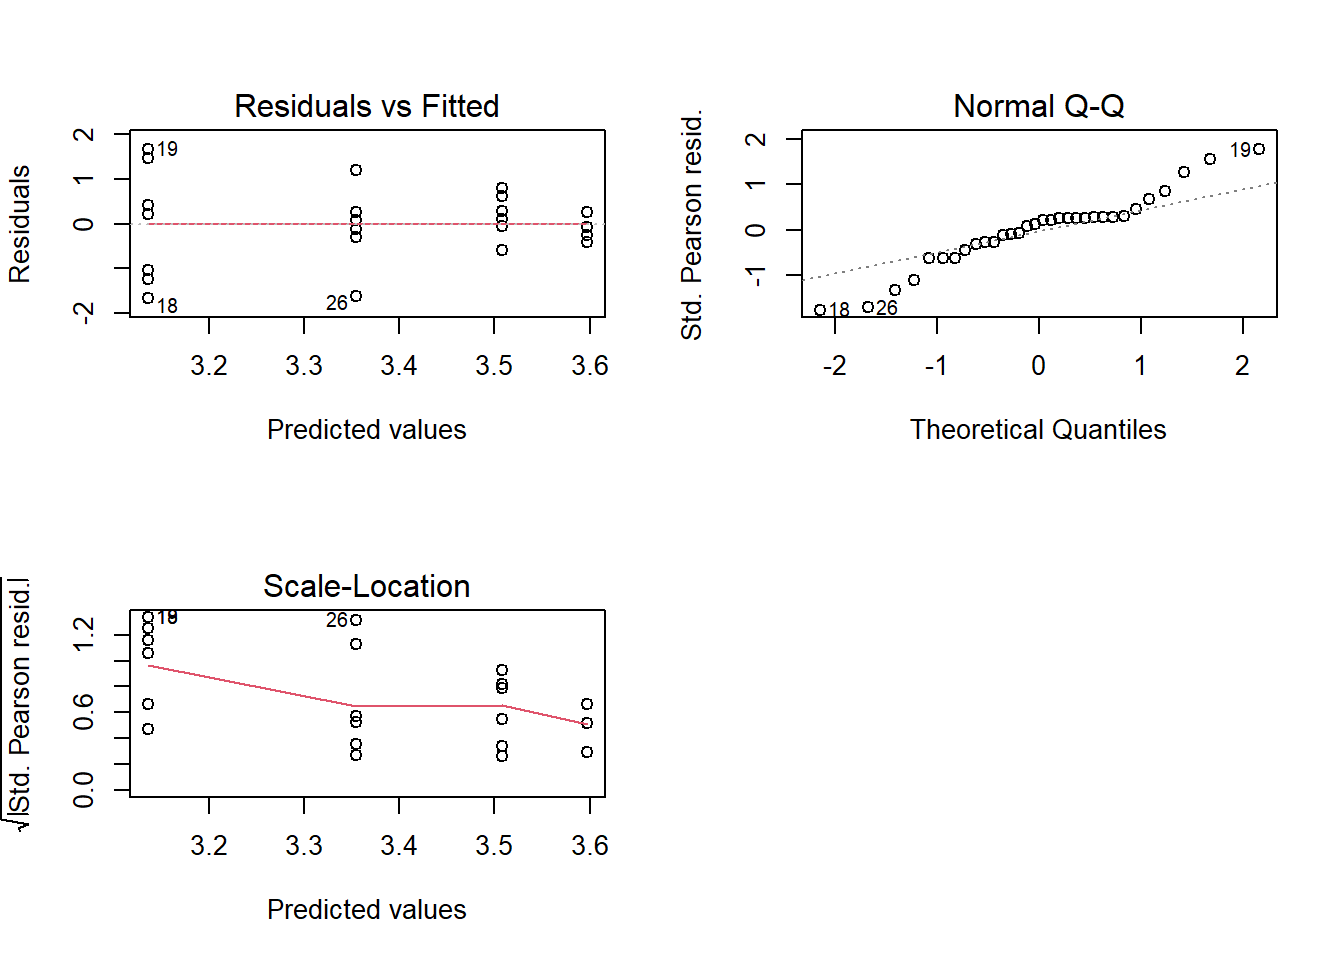 Residuals vs Fitted
Residuals
2
1
0
-2
19
18
26
3.2 3.3 3.4 3.5 3.6
Predicted values
Normal Q-Q
Std. Pearson resid.
2
1
0
-1
19
18
26
-2 -1 0 1 2
Theoretical Quantiles
Scale-Location
√|Std. Pearson resid.|
1.2
0.6
0.0
19
26
3.2 3.3 3.4 3.5 3.6
Predicted values